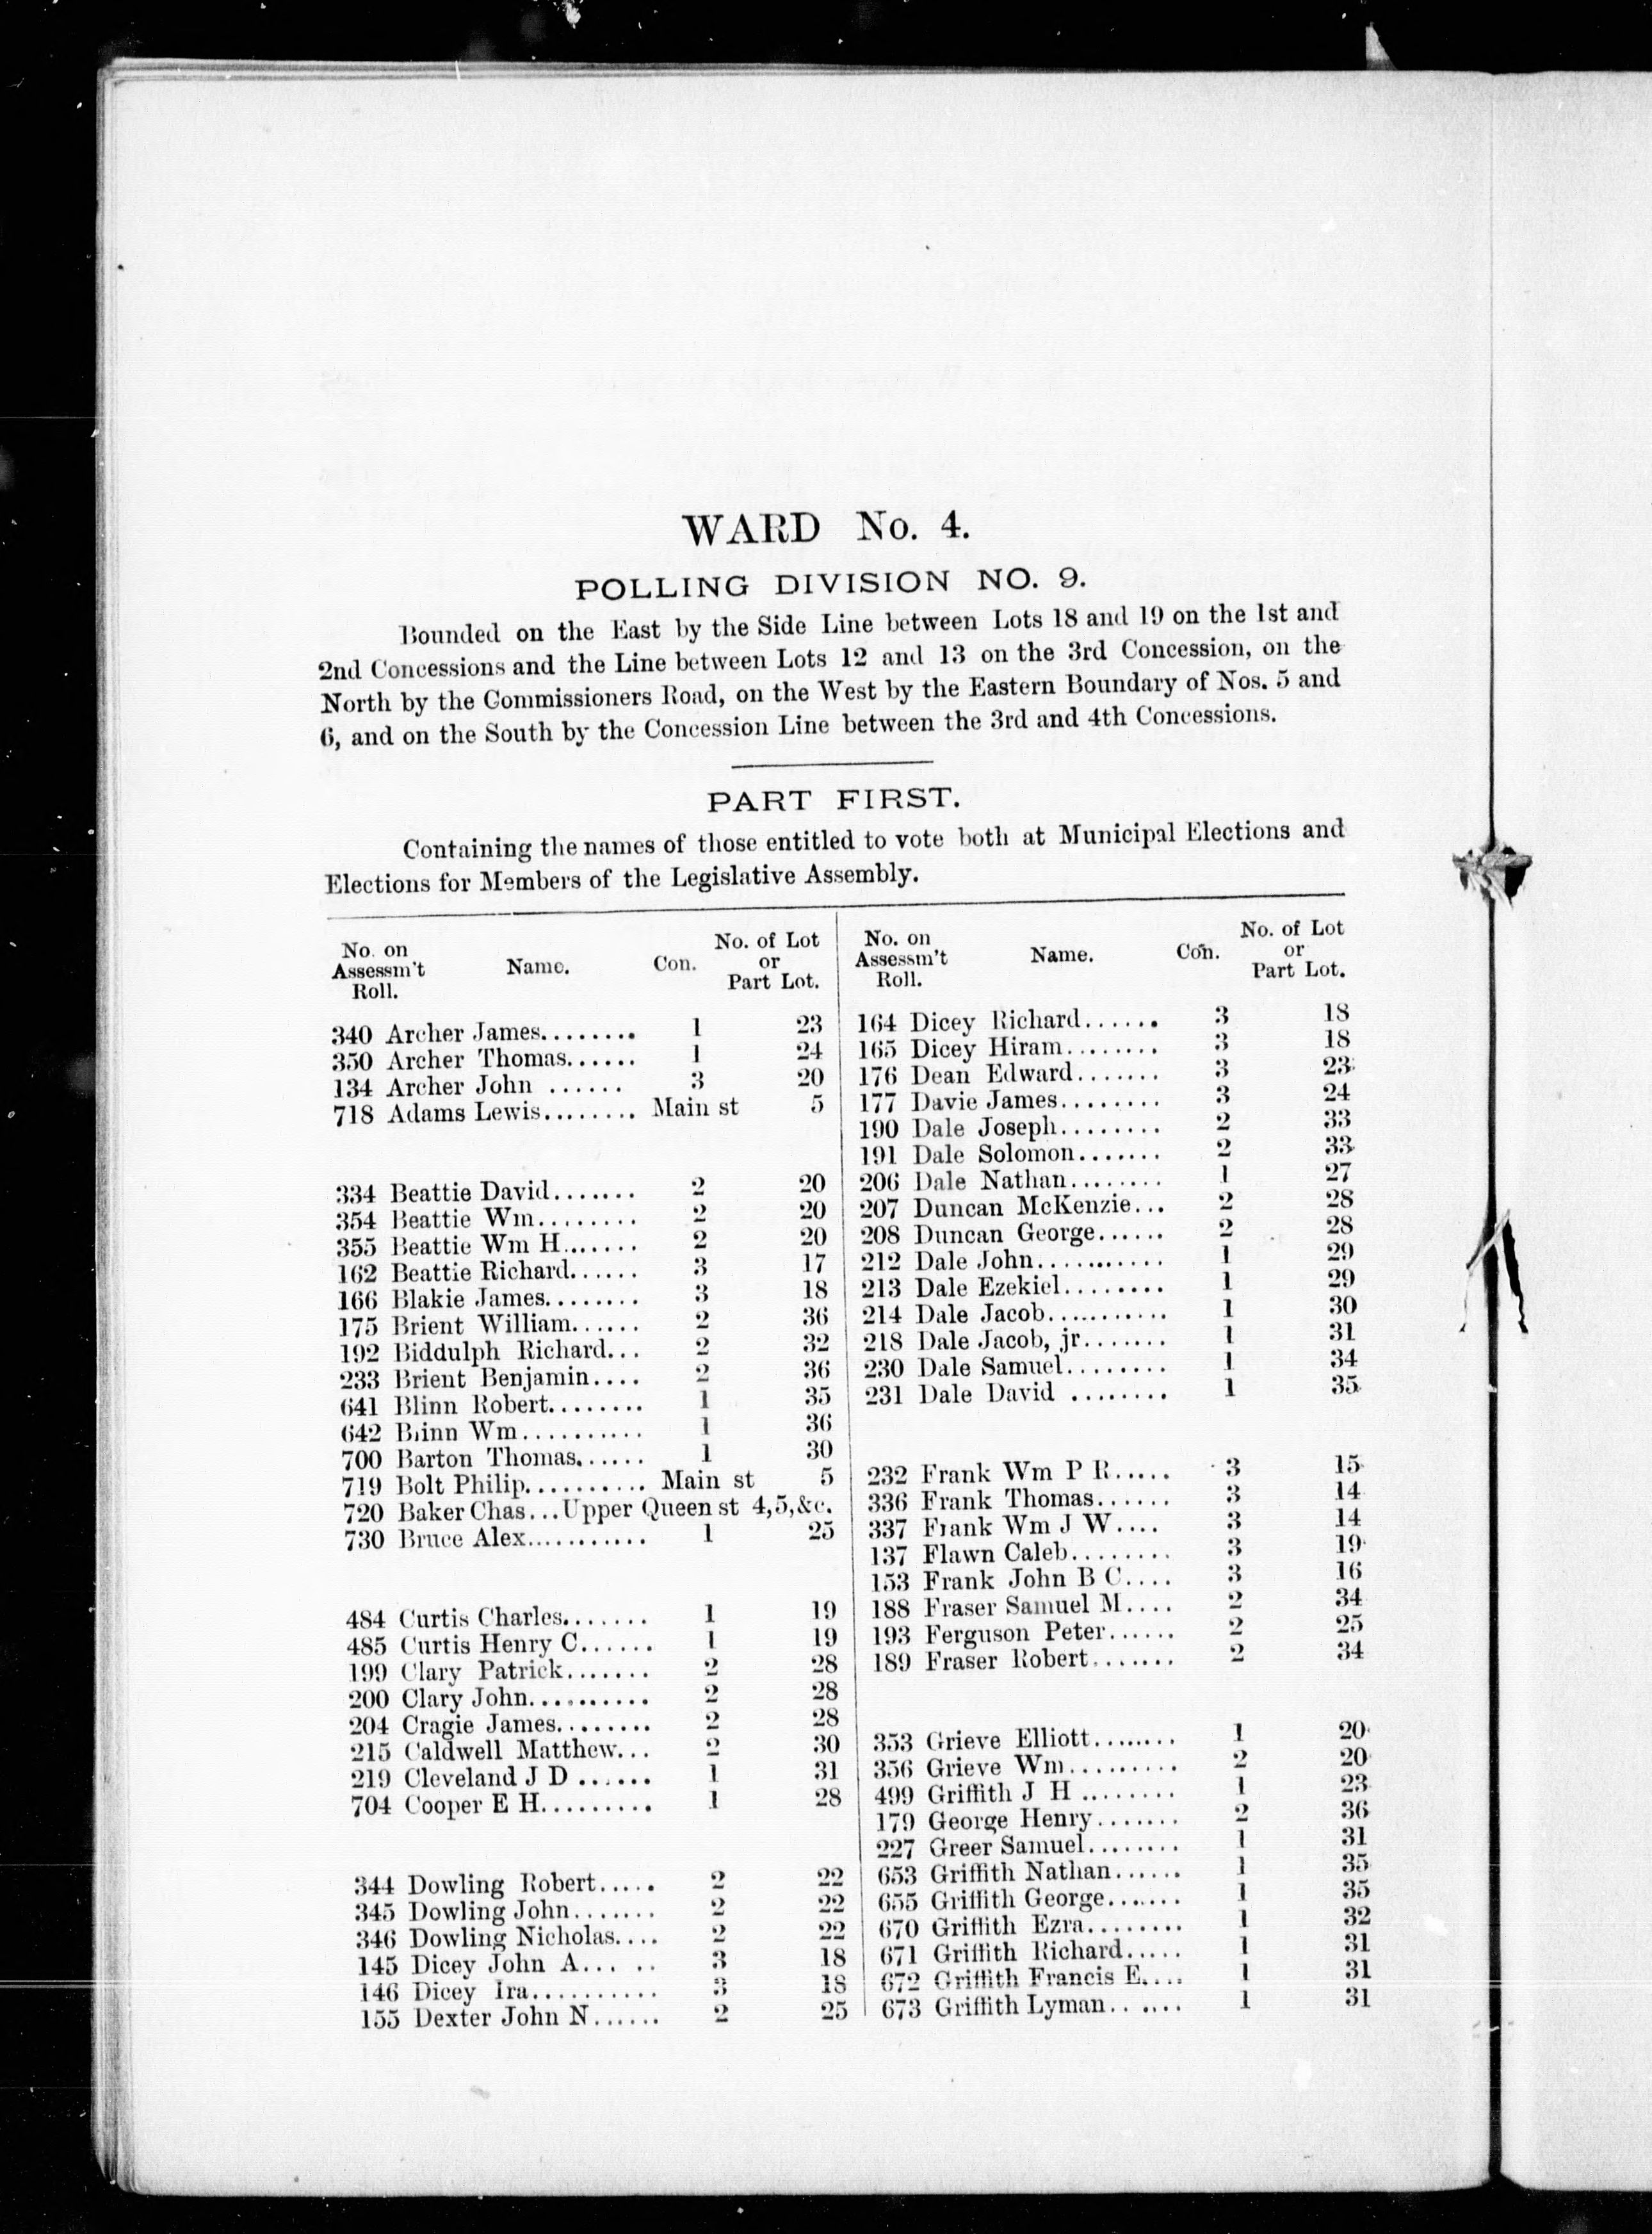 WARD No. 4.
POLLING DIVISION NO. 9.
Bounded on the East by the Side Line between Lots 18 and 19 on the 1st and
2nd Concessions and the Line between Lots 12 and 13 on the 3rd Concession, on the
North by the Commissioners Road, on the West by the Eastern Boundary of Nos. 5 and
6, and on the South by the Concession Line between the 3rd and 4th Concessions.
PART FIRST.
Containing the names of those entitled to vote both at Municipal Elections and
Elections for Members of the Legislative Assembly.
No. on Assessm't Roll. Name. Con. No. of Lot or Part Lot.
340 Archer James........ 1 23
350 Archer Thomas...... 1 24
134 Archer John ...... 3 20
718 Adams Lewis........ Main st 5
334 Beattie David....... 2 20
354 Beattie Wm........ 2 20
355 Beattie Wm H....... 2 20
162 Beattie Richard...... 3 17
166 Blakie James........ 3 18
175 Brient William...... 2 36
192 Biddulph Richard... 2 32
233 Brient Benjamin.... 2 36
641 Blinn Robert........ 1 35
642 Blinn Wm.......... 1 36
700 Barton Thomas...... 1 30
719 Bolt Philip.......... Main st 5
720 Baker Chas...Upper Queen st 4,5,&c.
730 Bruce Alex........... 1 25
484 Curtis Charles....... 1 19
485 Curtis Henry C...... 1 19
199 Clary Patrick....... 2 28
200 Clary John.......... 2 28
204 Cragie James........ 2 28
215 Caldwell Matthew... 2 30
219 Cleveland J D ...... 1 31
704 Cooper E H......... 1 28
344 Dowling Robert..... 2 22
345 Dowling John....... 2 22
346 Dowling Nicholas.... 2 22
145 Dicey John A... .. 3 18
146 Dicey Ira.......... 3 18
155 Dexter John N...... 2 25
No. on Assessm't Roll. Name. Con. No. of Lot or Part Lot.
164 Dicey Richard...... 3 18
165 Dicey Hiram........ 3 18
176 Dean Edward....... 3 23
177 Davie James........ 3 24
190 Dale Joseph........ 2 33
191 Dale Solomon....... 2 33
206 Dale Nathan........ 1 27
207 Duncan McKenzie... 2 28
208 Duncan George...... 2 28
212 Dale John........... 1 29
213 Dale Ezekiel......... 1 29
214 Dale Jacob........... 1 30
218 Dale Jacob, jr....... 1 31
230 Dale Samuel........ 1 34
231 Dale David ........ 1 35
232 Frank Wm P R..... 3 15
336 Frank Thomas...... 3 14
337 Frank Wm J W.... 3 14
137 Flawn Caleb........ 3 19
153 Frank John B C.... 3 16
188 Fraser Samuel M.... 2 34
193 Ferguson Peter...... 2 25
189 Fraser Robert....... 2 34
353 Grieve Elliott........ 1 20
356 Grieve Wm......... 2 20
499 Griffith J H ........ 1 23
179 George Henry....... 2 36
227 Greer Samuel........ 1 31
653 Griffith Nathan...... 1 35
655 Griffith George....... 1 35
670 Griffith Ezra........ 1 32
671 Griffith Richard..... 1 31
672 Griffith Francis E.... 1 31
673 Griffith Lyman.. .... 1 31